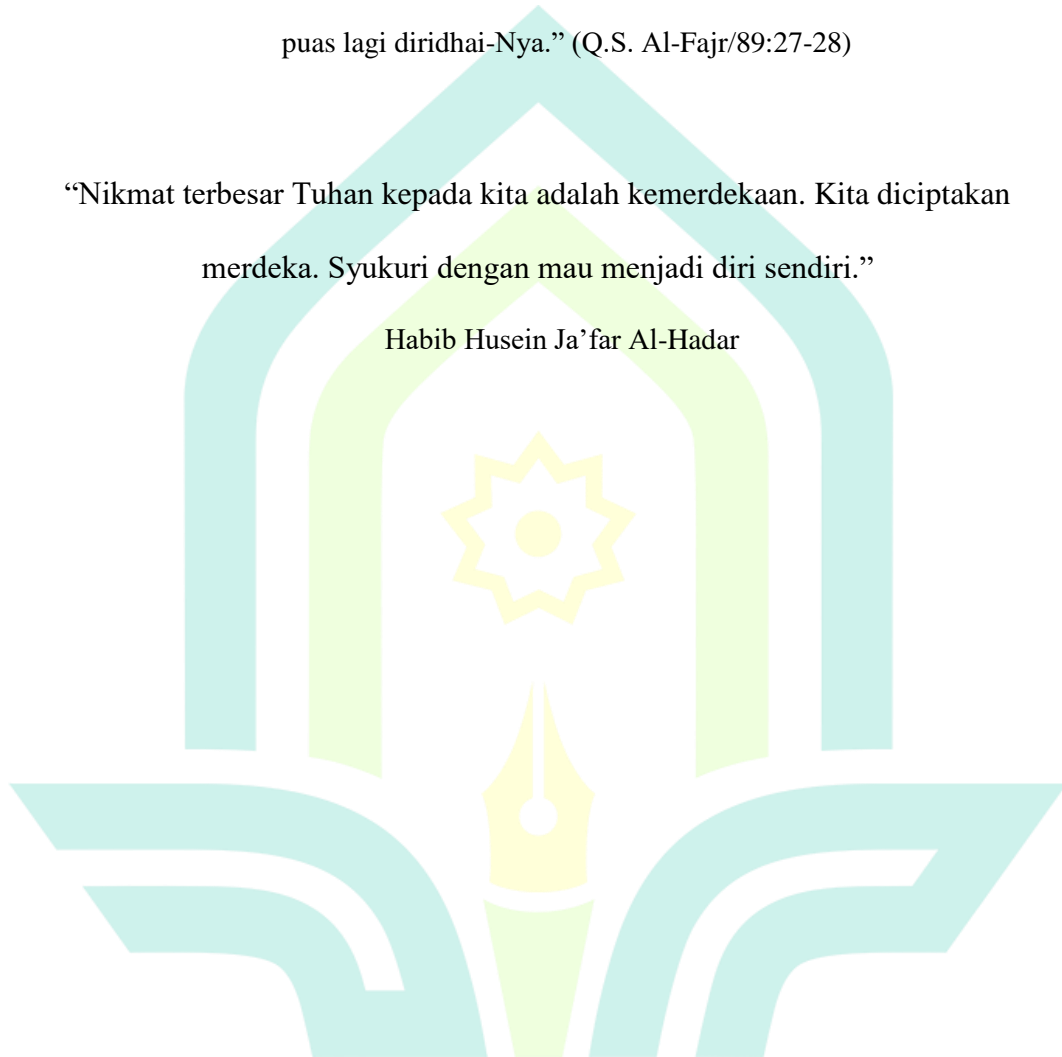 puas lagi diridhai-Nya.” (Q.S. Al-Fajr/89:27-28)
“Nikmat terbesar Tuhan kepada kita adalah kemerdekaan. Kita diciptakan
merdeka. Syukuri dengan mau menjadi diri sendiri.”
Habib Husein Ja’far Al-Hadar